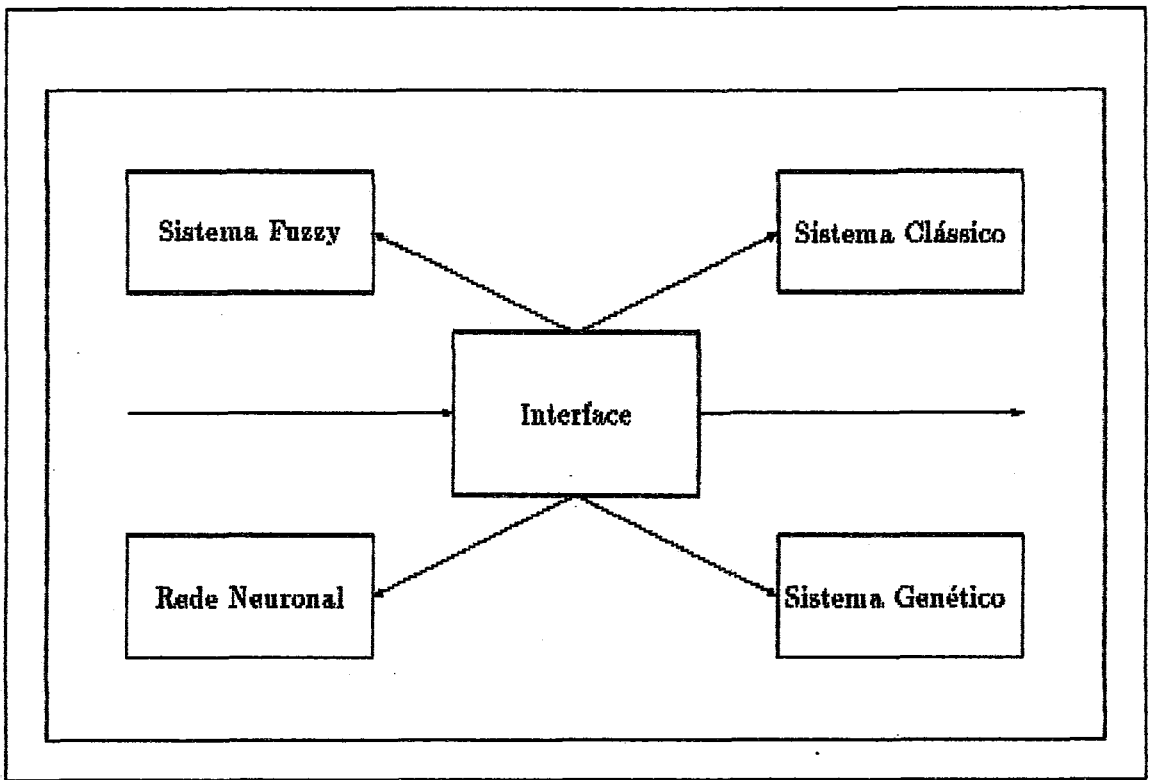 Sistema Fuzzy
Sistema Clássico
Interface
Rede Neuronal
Sistema Genético